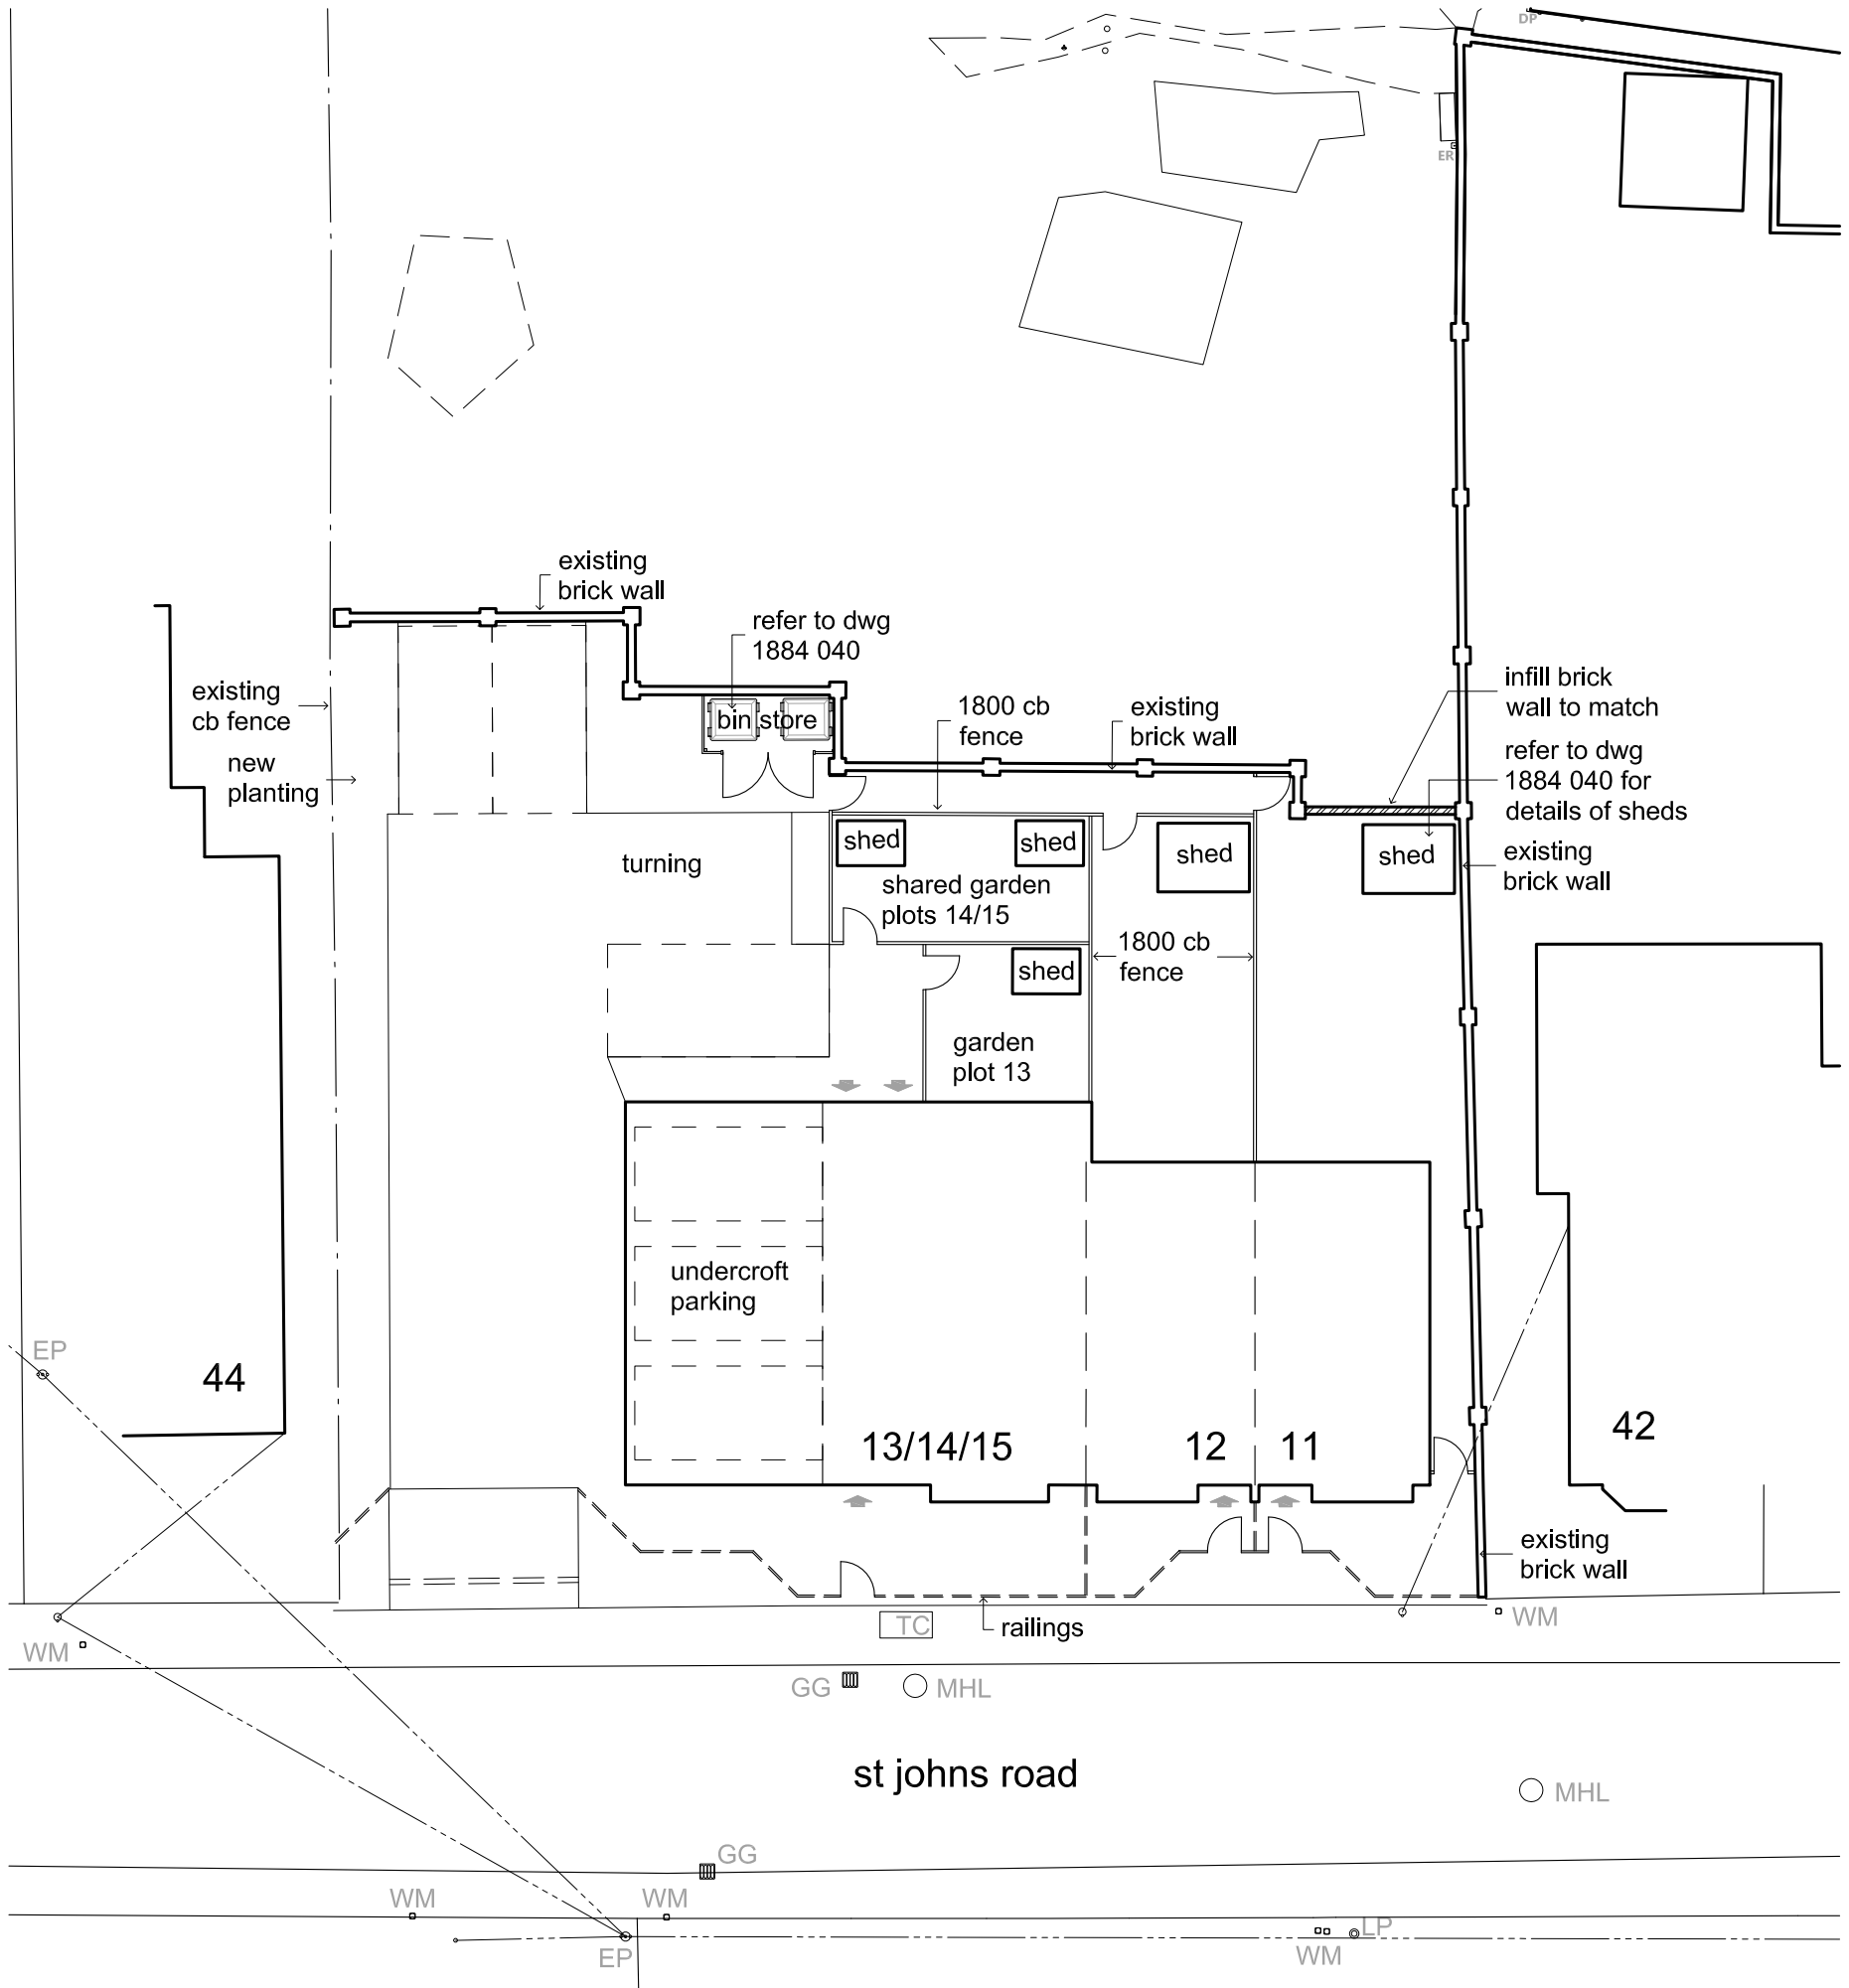 DP
ER
existing
brick wall
refer to dwg
1884 040
existing
cb fence
new
planting
bin store
1800 cb
fence
existing
brick wall
infill brick
wall to match
refer to dwg
1884 040 for
details of sheds
existing
brick wall
turning
shed
shed
shed
shed
shared garden
plots 14/15
1800 cb
fence
shed
garden
plot 13
undercroft
parking
EP
44
13/14/15
12
11
42
existing
brick wall
TC
railings
WM
WM
GG
MHL
st johns road
MHL
GG
WM
WM
EP
WM
LP